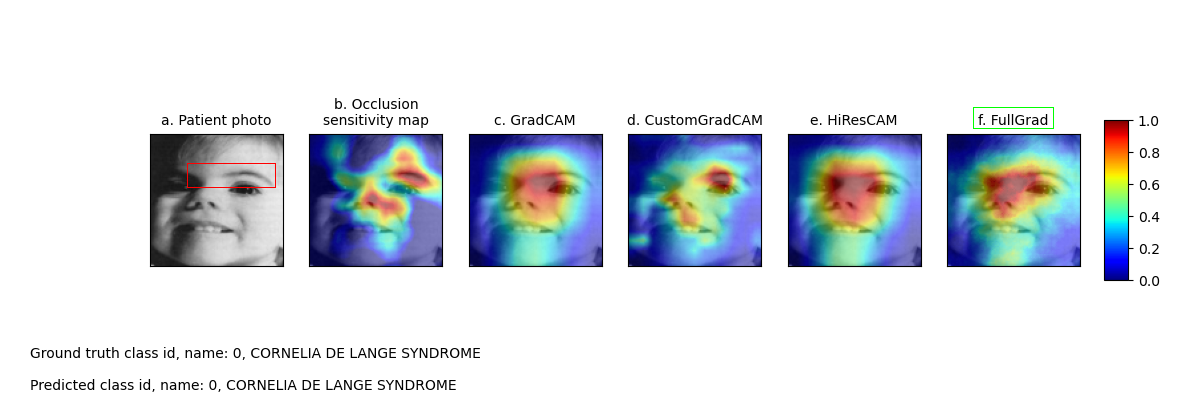 b. Occlusion
a. Patient photo sensitivity map c. GradCAM d. CustomGradCAM e. HiResCAM f. FullGrad
1.0
0.8
0.6
0.4
0.2
0.0
Ground truth class id, name: 0, CORNELIA DE LANGE SYNDROME
Predicted class id, name: 0, CORNELIA DE LANGE SYNDROME